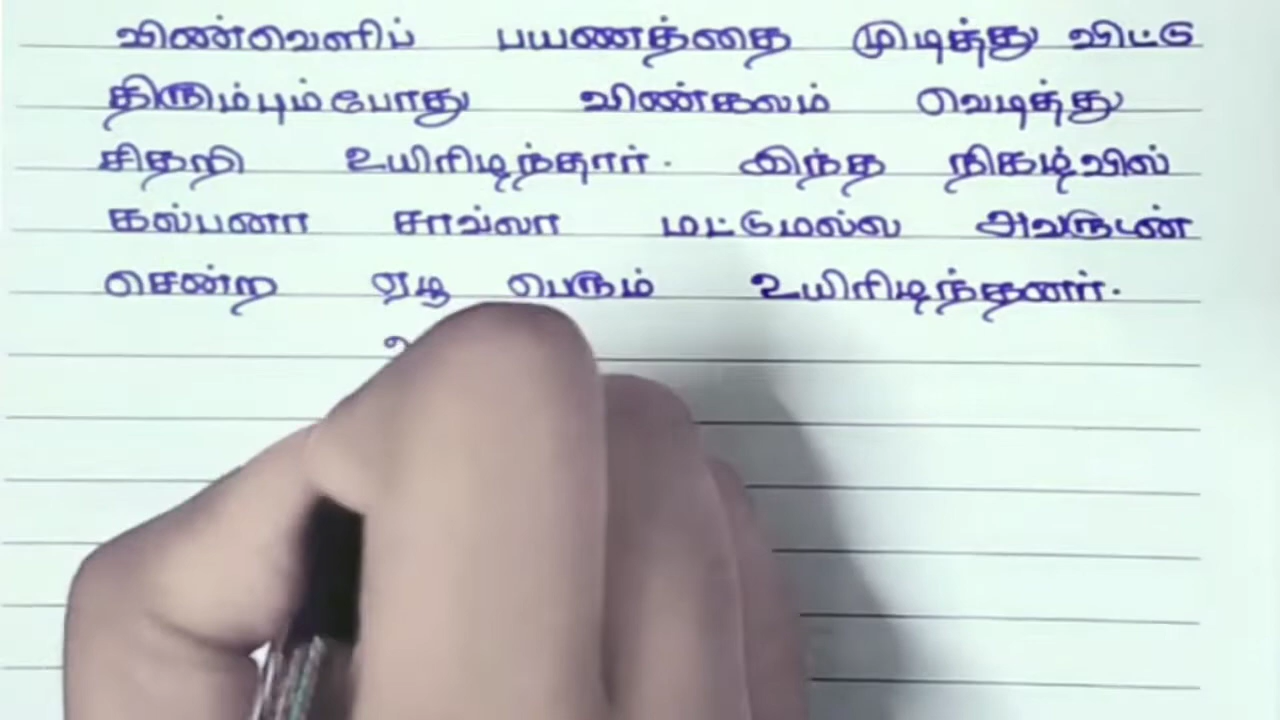 விண்வெளிப் பயணத்தை முடித்து விட்டு
திரும்பும்போது விண்கலம் வெடித்து
சிதறி உயிரிழந்தார். இந்த நிகழ்வில்
கல்பனா சாவ்லா மட்டுமல்ல அவருடன்
சென்ற ஏழு பெரும் உயிரிழந்தனர்.